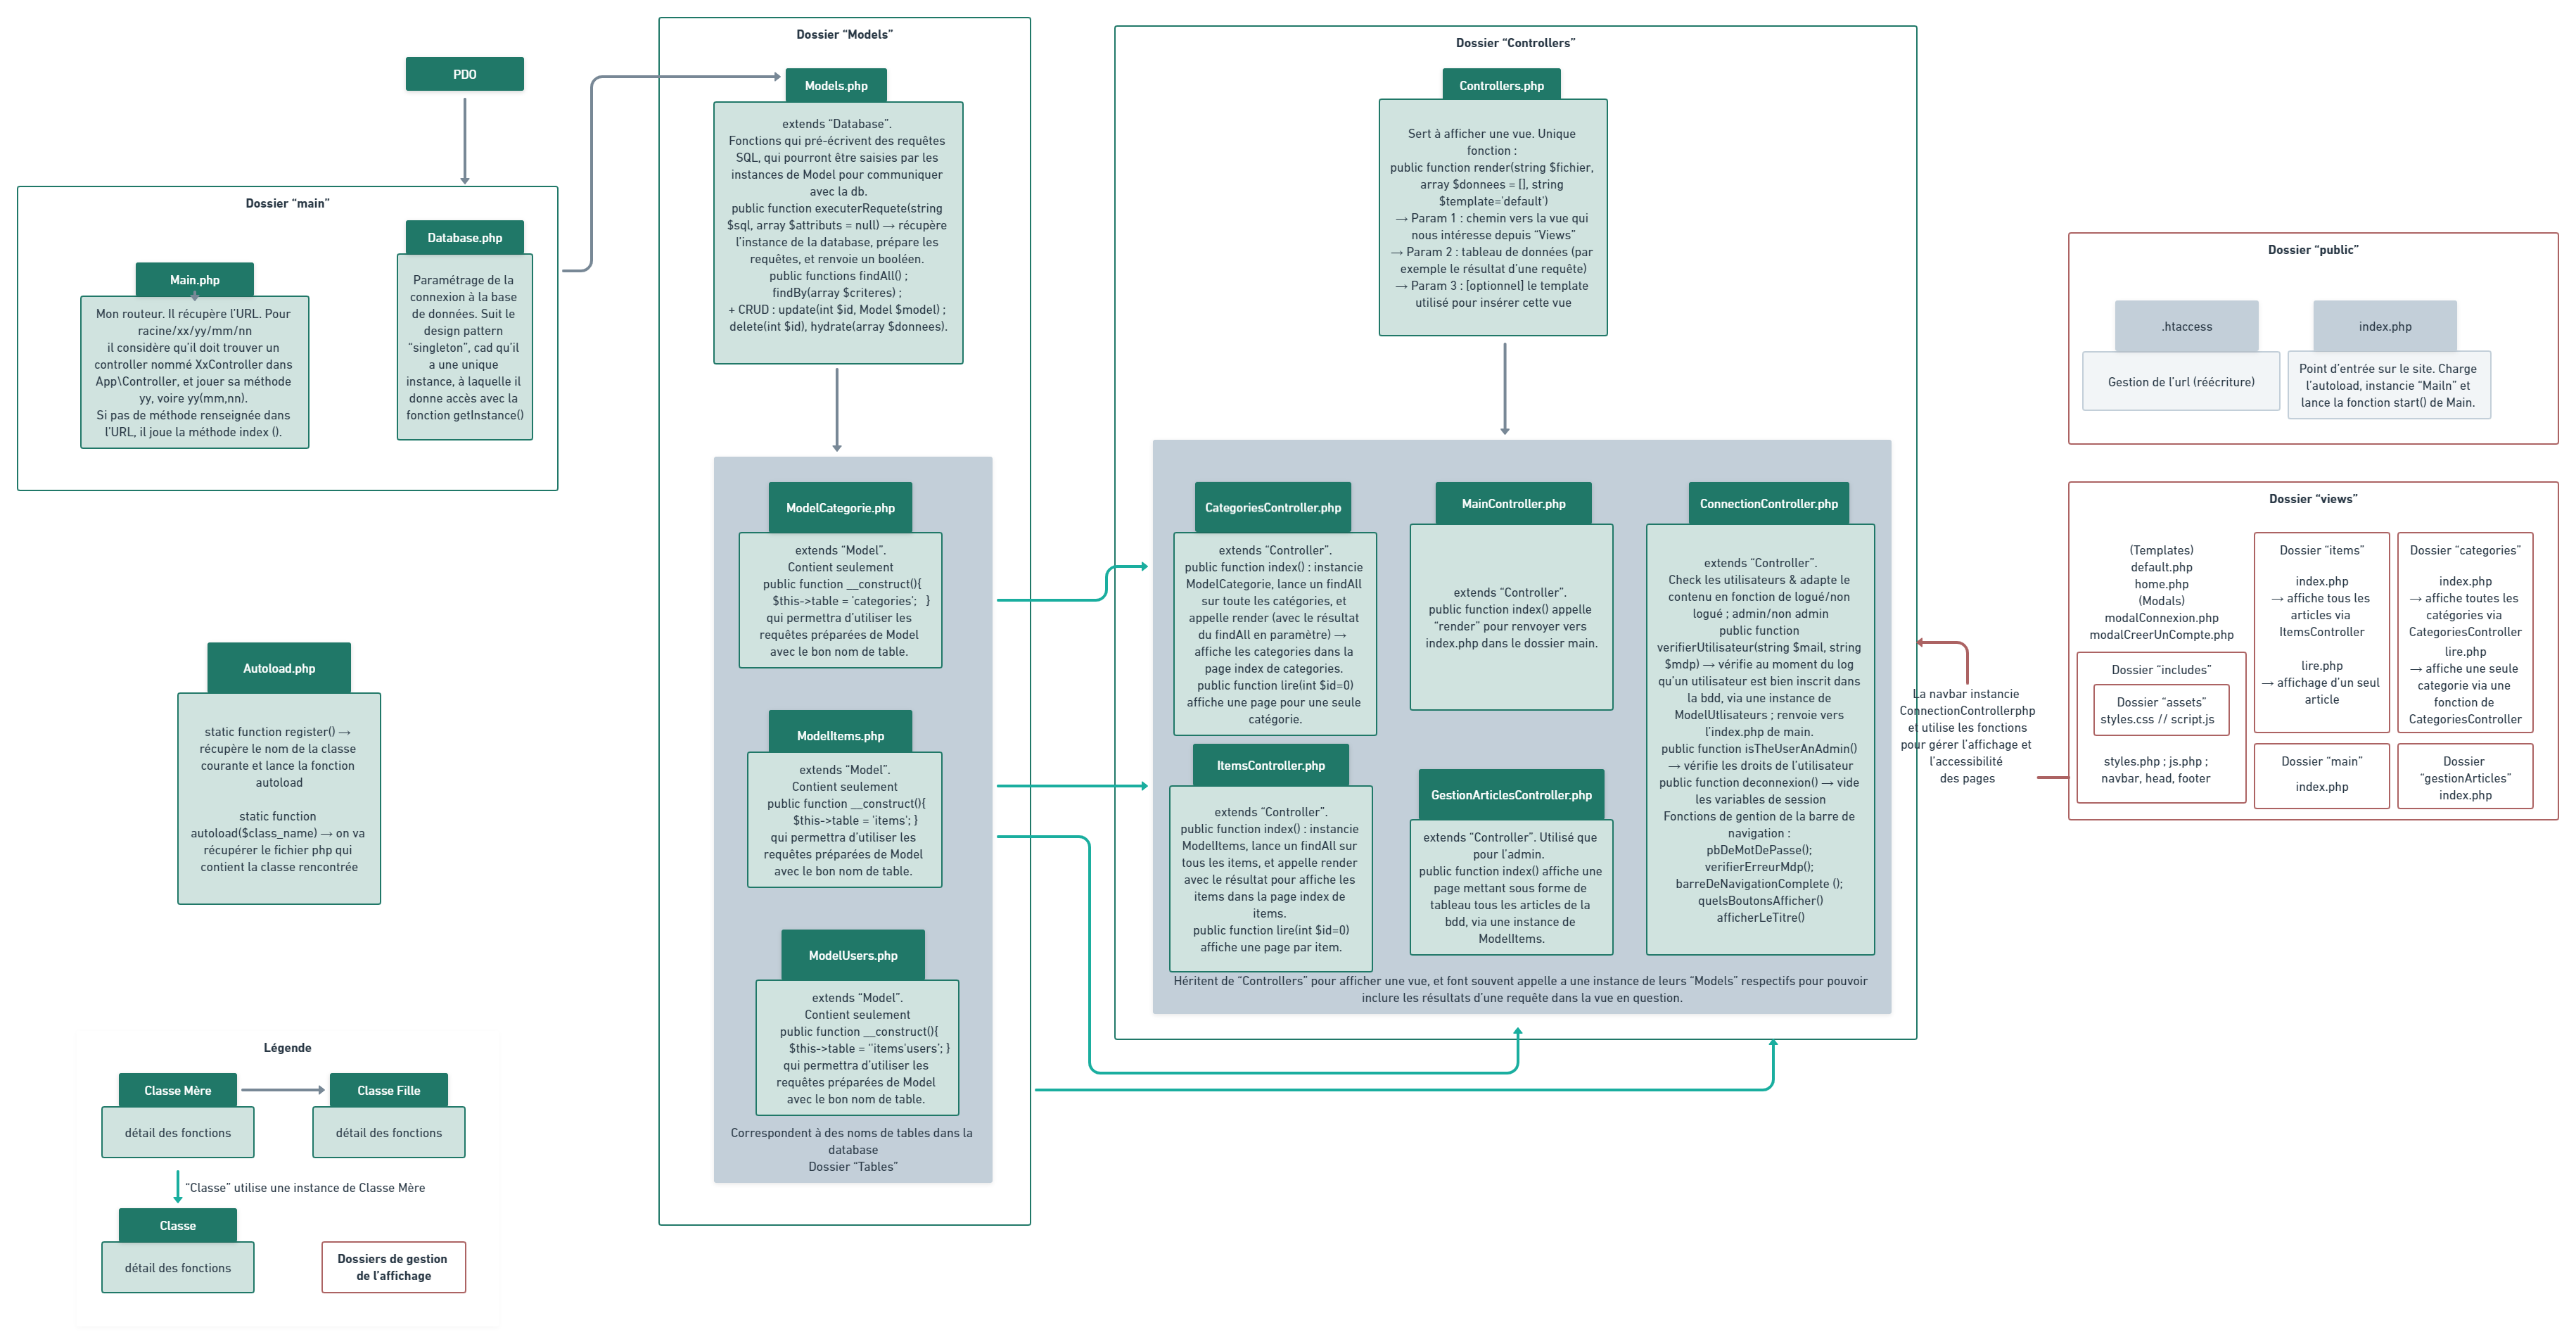 PDO
Dossier “main”
Main.php
Mon routeur. Il récupère l’URL. Pour
racine/xx/yy/mm/nn
il considère qu’il doit trouver un
controller nommé XxController dans
App\Controller, et jouer sa méthode
yy, voire yy(mm,nn).
Si pas de méthode renseignée dans
l’URL, il joue la méthode index ().
Database.php
Paramétrage de la
connexion à la base
de données. Suit le
design pattern
“singleton”, cad qu’il
a une unique
instance, à laquelle il
donne accès avec la
fonction getInstance()
Autoload.php
static function register() →
récupère le nom de la classe
courante et lance la fonction
autoload
static function
autoload($class_name) → on va
récupérer le fichier php qui
contient la classe rencontrée
Légende
Classe Mère
détail des fonctions
Classe Fille
détail des fonctions
“Classe” utilise une instance de Classe Mère
Classe
détail des fonctions
Dossiers de gestion
de l’affichage
Dossier “Models”
Models.php
extends “Database”.
Fonctions qui pré-écrivent des requêtes
SQL, qui pourront être saisies par les
instances de Model pour communiquer
avec la db.
public function executerRequete(string
$sql, array $attributs = null) → récupère
l’instance de la database, prépare les
requêtes, et renvoie un booléen.
public functions findAll() ;
findBy(array $criteres) ;
+ CRUD : update(int $id, Model $model) ;
delete(int $id), hydrate(array $donnees).
ModelCategorie.php
extends “Model”.
Contient seulement
public function __construct(){
$this->table = 'categories'; }
qui permettra d’utiliser les
requêtes préparées de Model
avec le bon nom de table.
ModelItems.php
extends “Model”.
Contient seulement
public function __construct(){
$this->table = 'items'; }
qui permettra d’utiliser les
requêtes préparées de Model
avec le bon nom de table.
ModelUsers.php
extends “Model”.
Contient seulement
public function __construct(){
$this->table = ''items'users'; }
qui permettra d’utiliser les
requêtes préparées de Model
avec le bon nom de table.
Correspondent à des noms de tables dans la
database
Dossier “Tables”
Dossier “Controllers”
Controllers.php
Sert à afficher une vue. Unique
fonction :
public function render(string $fichier,
array $donnees = [], string
$template='default')
→ Param 1 : chemin vers la vue qui
nous intéresse depuis “Views”
→ Param 2 : tableau de données (par
exemple le résultat d’une requête)
→ Param 3 : [optionnel] le template
utilisé pour insérer cette vue
CategoriesController.php
extends “Controller”.
public function index() : instancie
ModelCategorie, lance un findAll
sur toute les catégories, et
appelle render (avec le résultat
du findAll en paramètre) →
affiche les categories dans la
page index de categories.
public function lire(int $id=0)
affiche une page pour une seule
catégorie.
ItemsController.php
extends “Controller”.
public function index() : instancie
ModelItems, lance un findAll sur
tous les items, et appelle render
avec le résultat pour affiche les
items dans la page index de
items.
public function lire(int $id=0)
affiche une page par item.
MainController.php
extends “Controller”.
public function index() appelle
“render” pour renvoyer vers
index.php dans le dossier main.
GestionArticlesController.php
extends “Controller”. Utilisé que
pour l’admin.
public function index() affiche une
page mettant sous forme de
tableau tous les articles de la
bdd, via une instance de
ModelItems.
ConnectionController.php
extends “Controller”.
Check les utilisateurs & adapte le
contenu en fonction de logué/non
logué ; admin/non admin
public function
verifierUtilisateur(string $mail, string
$mdp) → vérifie au moment du log
qu’un utilisateur est bien inscrit dans
la bdd, via une instance de
ModelUtlisateurs ; renvoie vers
l’index.php de main.
public function isTheUserAnAdmin()
→ vérifie les droits de l’utilisateur
public function deconnexion() → vide
les variables de session
Fonctions de gestion de la barre de
navigation :
pbDeMotDePasse();
verifierErreurMdp();
barreDeNavigationComplete ();
quelsBoutonsAfficher()
afficherLeTitre()
Héritent de “Controllers” pour afficher une vue, et font souvent appelle a une instance de leurs “Models” respectifs pour pouvoir
inclure les résultats d’une requête dans la vue en question.
La navbar instancie
ConnectionControllerphp
et utilise les fonctions
pour gérer l’affichage et
l’accessibilité
des pages
Dossier “public”
.htaccess
Gestion de l’url (réécriture)
index.php
Point d’entrée sur le site. Charge
l’autoload, instancie “Mailn” et
lance la fonction start() de Main.
Dossier “views”
(Templates)
default.php
home.php
(Modals)
modalConnexion.php
modalCreerUnCompte.php
Dossier “includes”
Dossier “assets”
styles.css // script.js
styles.php ; js.php ;
navbar, head, footer
Dossier “items”
index.php
→ affiche tous les
articles via
ItemsController
lire.php
→ affichage d’un seul
article
Dossier “categories”
index.php
→ affiche toutes les
catégories via
CategoriesController
lire.php
→ affiche une seule
categorie via une
fonction de
CategoriesController
Dossier “main”
index.php
Dossier
“gestionArticles”
index.php